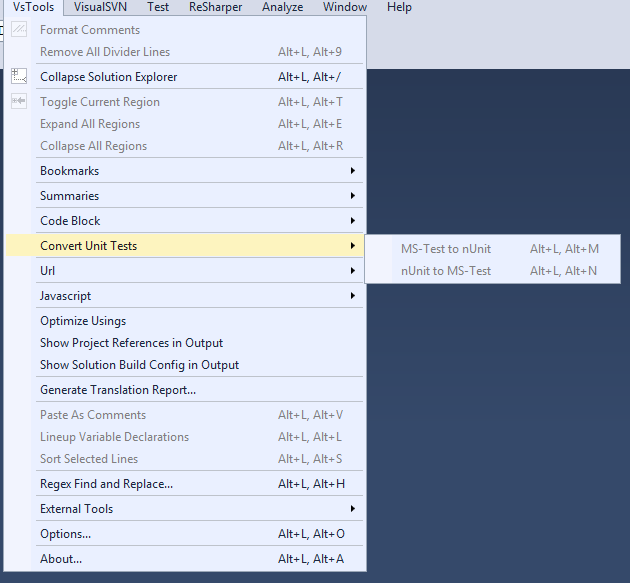 VsTools VisualSVN Test ReSharper Analyze Window Help
Format Comments
Remove All Divider Lines Alt+L, Alt+9
Collapse Solution Explorer Alt+L, Alt+/
Toggle Current Region Alt+L, Alt+T
Expand All Regions Alt+L, Alt+E
Collapse All Regions Alt+L, Alt+R
Bookmarks
Summaries
Code Block
Convert Unit Tests
MS-Test to nUnit Alt+L, Alt+M
nUnit to MS-Test Alt+L, Alt+N
Url
Javascript
Optimize Usings
Show Project References in Output
Show Solution Build Config in Output
Generate Translation Report...
Paste As Comments Alt+L, Alt+V
Lineup Variable Declarations Alt+L, Alt+L
Sort Selected Lines Alt+L, Alt+S
Regex Find and Replace... Alt+L, Alt+H
External Tools
Options... Alt+L, Alt+O
About... Alt+L, Alt+A